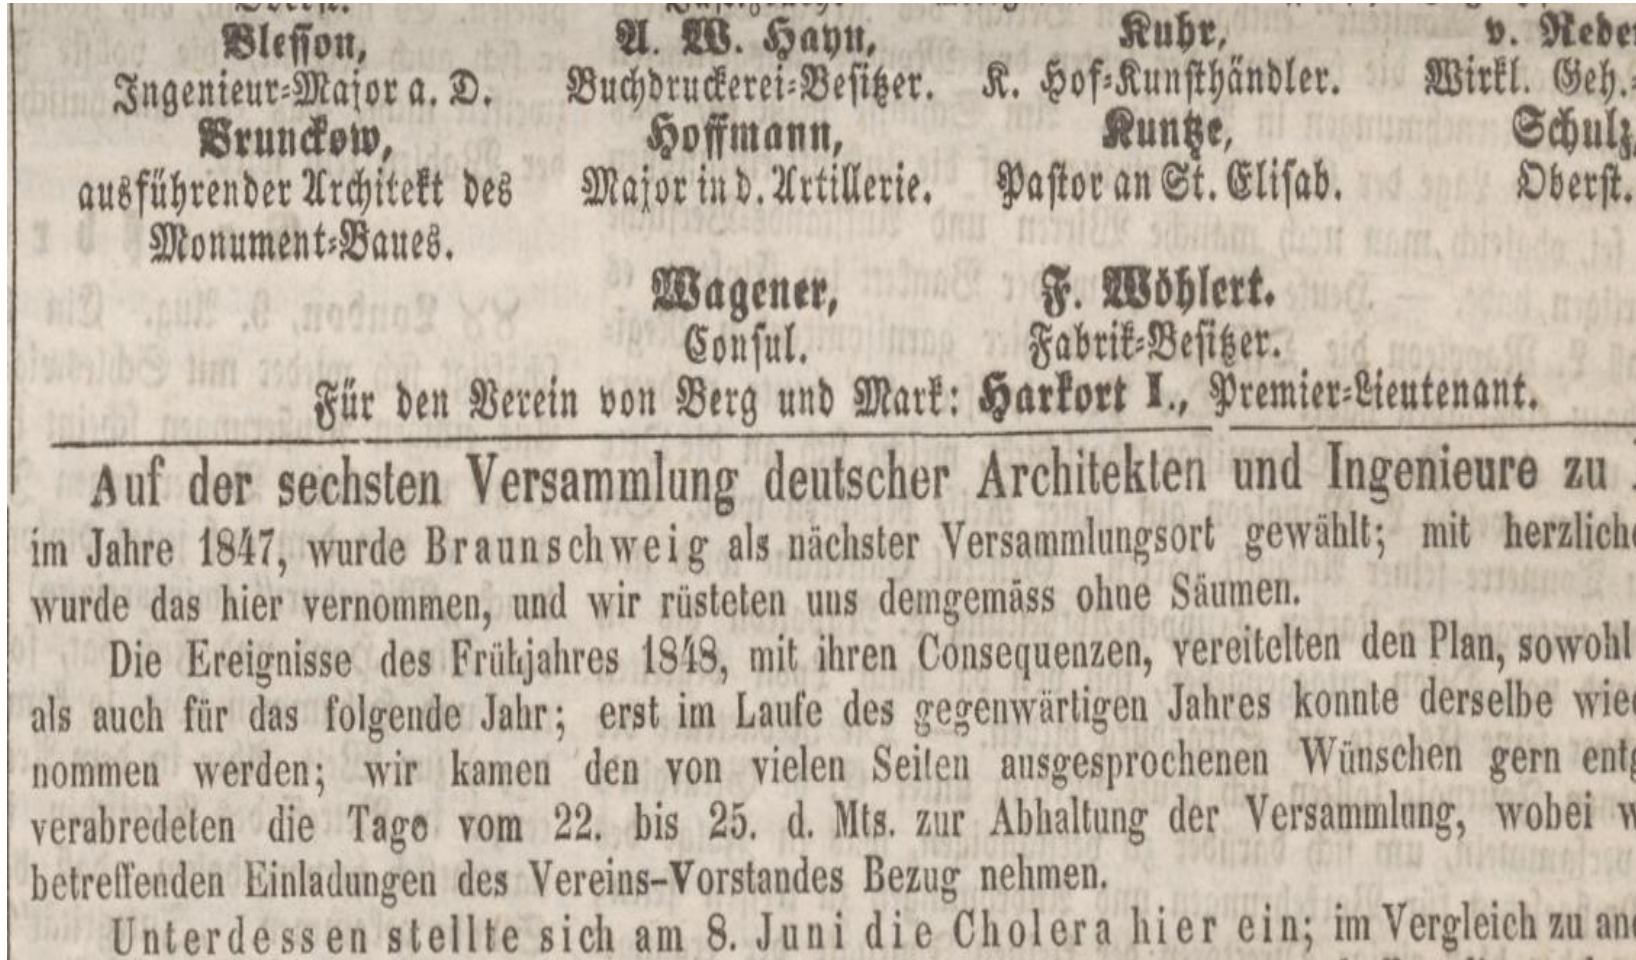 Blesson, A. W. Hayn, Kuhr, v. Reder
Ingenieur-Major a. D. Buchdruckerei-Besitzer. K. Hof-Kunsthändler. Wirkl. Geh.-
Brunckow, Hoffmann, Kuntze, Schulz,
ausführender Architekt des Major in d. Artillerie. Pastor an St. Elisab. Oberst.
Monument-Baues.
Wagener, F. Wöhlert.
Consul. Fabrik-Besitzer.
Für den Verein von Berg und Mark: Harkort I., Premier-Lieutenant.
Auf der sechsten Versammlung deutscher Architekten und Ingenieure zu
im Jahre 1847, wurde Braunschweig als nächster Versammlungsort gewählt; mit herzliche
wurde das hier vernommen, und wir rüsteten uns demgemäss ohne Säumen.
Die Ereignisse des Frühjahres 1848, mit ihren Consequenzen, vereitelten den Plan, sowohl
als auch für das folgende Jahr; erst im Laufe des gegenwärtigen Jahres konnte derselbe wied
nommen werden; wir kamen den von vielen Seiten ausgesprochenen Wünschen gern entg
verabredeten die Tage vom 22. bis 25. d. Mts. zur Abhaltung der Versammlung, wobei w
betreffenden Einladungen des Vereins-Vorstandes Bezug nehmen.
Unterdessen stellte sich am 8. Juni die Cholera hier ein; im Vergleich zu and